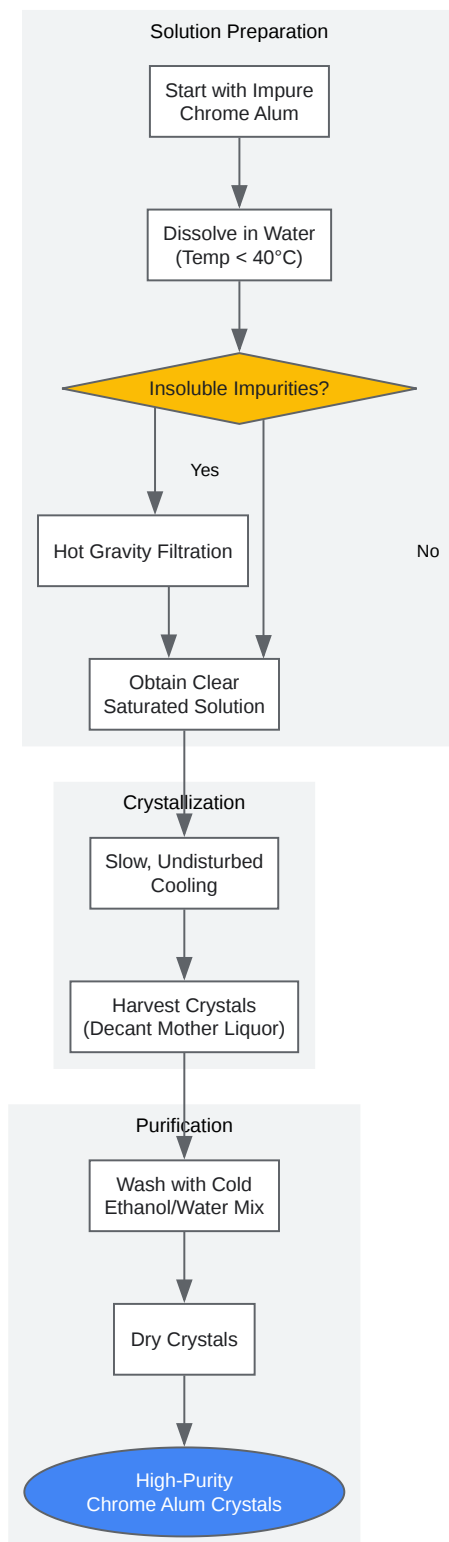 Solution Preparation
Start with Impure
Chrome Alum
Dissolve in Water
(Temp < 40°C)
Insoluble Impurities?
Yes
Hot Gravity Filtration
No
Obtain Clear
Saturated Solution
Crystallization
Slow, Undisturbed
Cooling
Harvest Crystals
(Decant Mother Liquor)
Purification
Wash with Cold
Ethanol/Water Mix
Dry Crystals
High-Purity
Chrome Alum Crystals